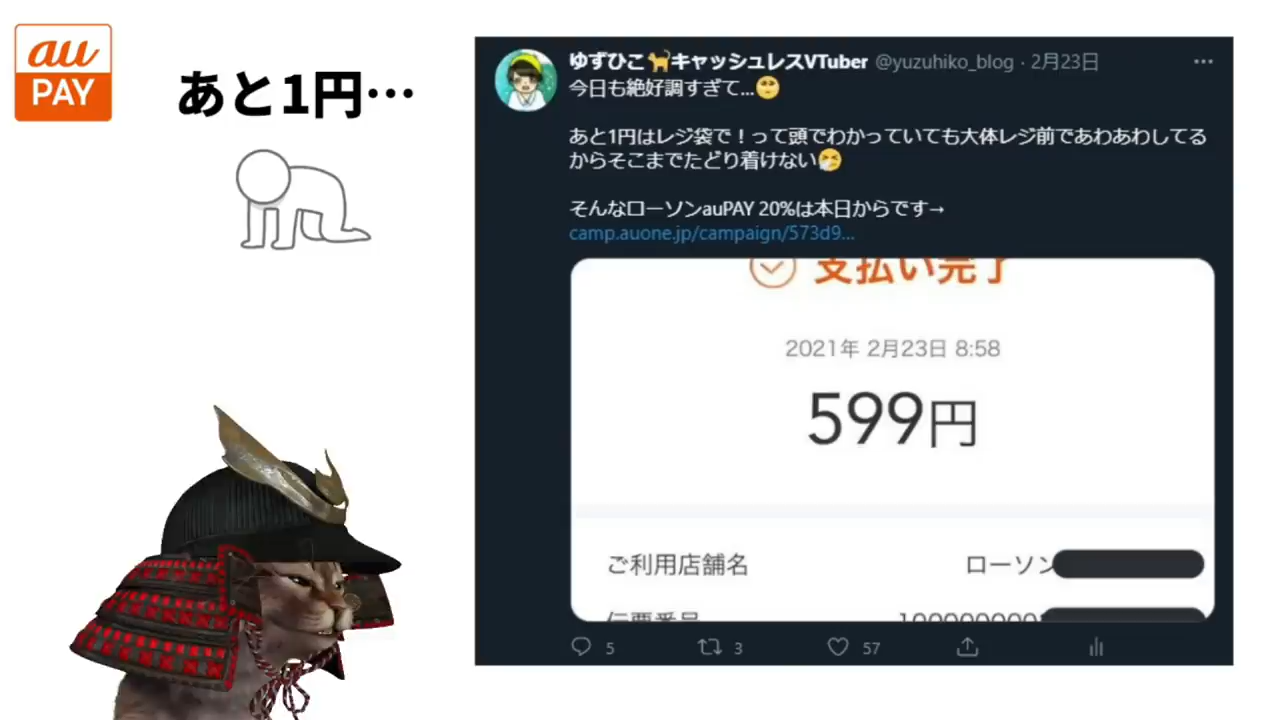 au
PAY
あと1円…
ゆずひこ🐈キャッシュレスVTuber @yuzuhiko_blog · 2月23日
今日も絶好調すぎて...🥺
あと1円はレジ袋で！って頭でわかっていても大体レジ前であわあわしてる
からそこまでたどり着けない🤧
そんなローソンauPAY 20%は本日からです→
camp.auone.jp/campaign/573d9...
支払い完了
2021年 2月23日 8:58
599円
ご利用店舗名 ローソン
伝票番号
5 3 57